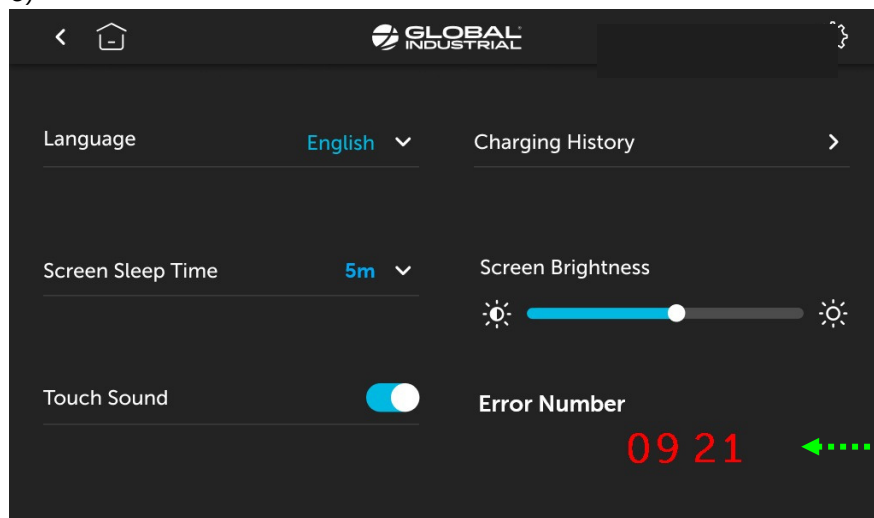 GLOBAL
INDUSTRIAL
Language English
Charging History
Screen Sleep Time 5m
Screen Brightness
Touch Sound
Error Number
09 21